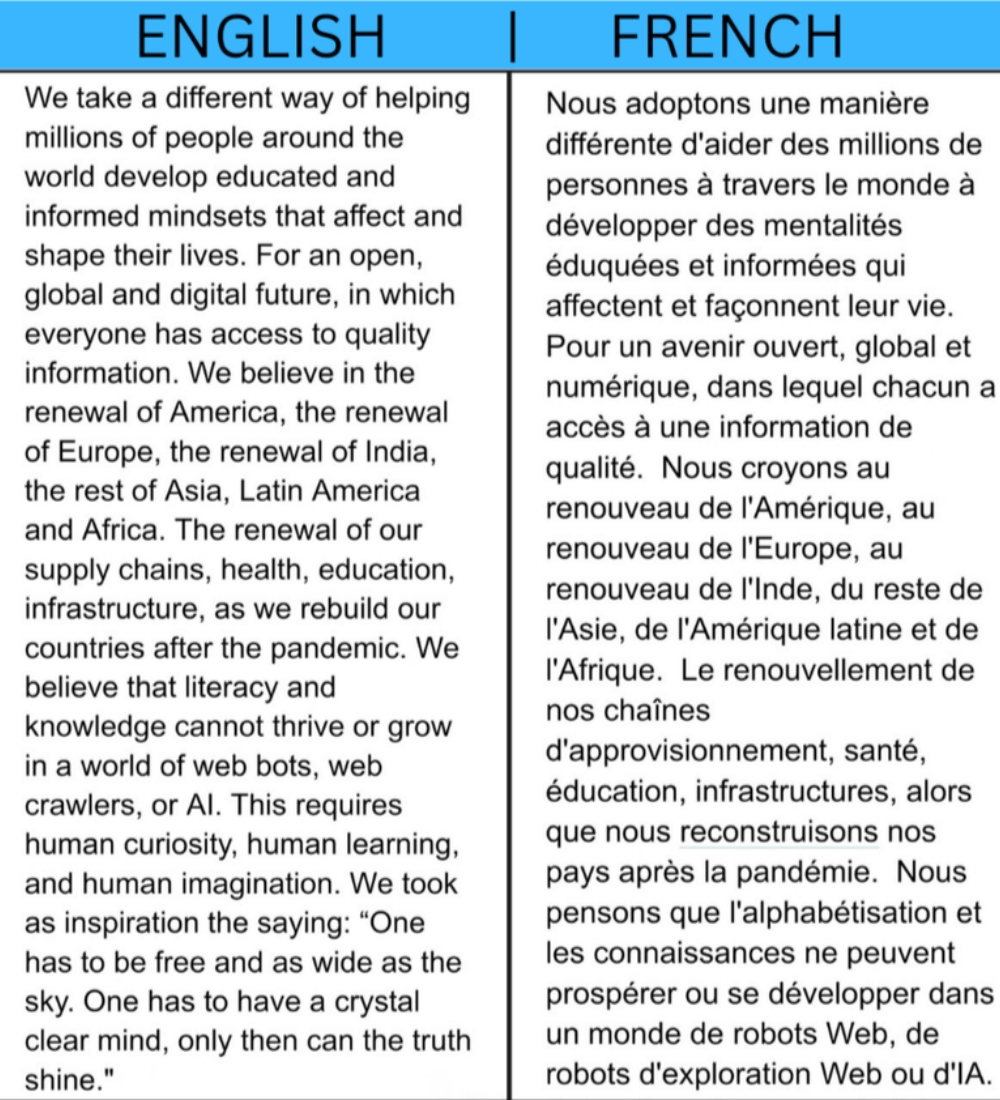 ENGLISH | FRENCH
We take a different way of helping
millions of people around the
world develop educated and
informed mindsets that affect and
shape their lives. For an open,
global and digital future, in which
everyone has access to quality
information. We believe in the
renewal of America, the renewal
of Europe, the renewal of India,
the rest of Asia, Latin America
and Africa. The renewal of our
supply chains, health, education,
infrastructure, as we rebuild our
countries after the pandemic. We
believe that literacy and
knowledge cannot thrive or grow
in a world of web bots, web
crawlers, or AI. This requires
human curiosity, human learning,
and human imagination. We took
as inspiration the saying: “One
has to be free and as wide as the
sky. One has to have a crystal
clear mind, only then can the truth
shine."
Nous adoptons une manière
différente d'aider des millions de
personnes à travers le monde à
développer des mentalités
éduquées et informées qui
affectent et façonnent leur vie.
Pour un avenir ouvert, global et
numérique, dans lequel chacun a
accès à une information de
qualité.  Nous croyons au
renouveau de l'Amérique, au
renouveau de l'Europe, au
renouveau de l'Inde, du reste de
l'Asie, de l'Amérique latine et de
l'Afrique.  Le renouvellement de
nos chaînes
d'approvisionnement, santé,
éducation, infrastructures, alors
que nous reconstruisons nos
pays après la pandémie.  Nous
pensons que l'alphabétisation et
les connaissances ne peuvent
prospérer ou se développer dans
un monde de robots Web, de
robots d'exploration Web ou d'IA.